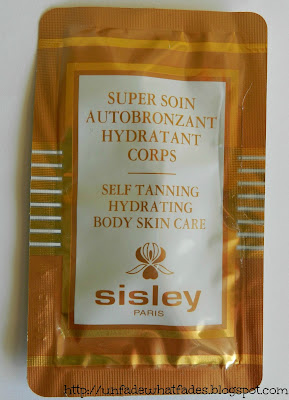 SUPER SOIN
AUTOBRONZANT
HYDRATANT
CORPS
SELF TANNING
HYDRATING
BODY SKIN CARE
sisley
PARIS
http://unfadewhatfades.blogspot.com